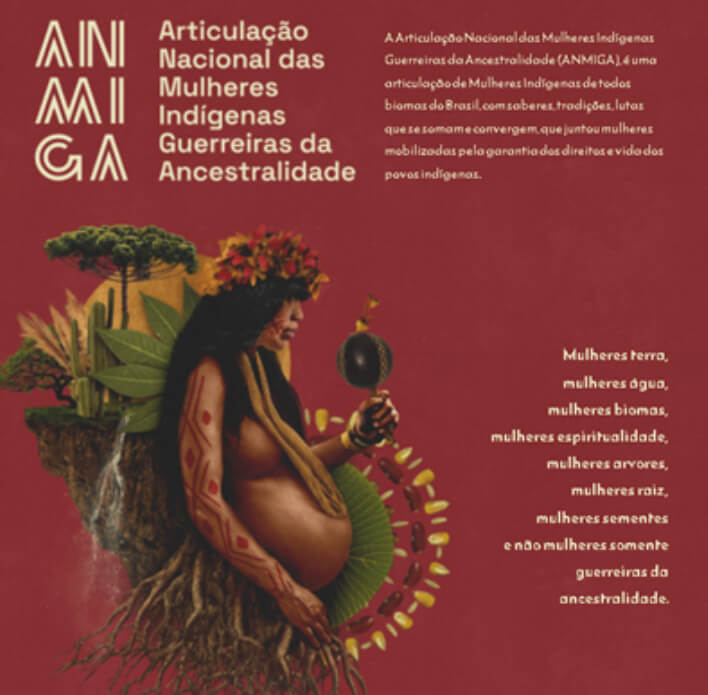 AN
MI
GA
Articulação
Nacional das
Mulheres
Indígenas
Guerreiras da
Ancestralidade
A Articulação Nacional das Mulheres Indígenas
Guerreiras da Ancestralidade (ANMIGA), é uma
articulação de Mulheres Indígenas de todos
biomas do Brasil, com saberes, tradições, lutas
que se somam e convergem, que juntou mulheres
mobilizadas pela garantia dos direitos e vida dos
povos indígenas.
Mulheres terra,
mulheres água,
mulheres biomas,
mulheres espiritualidade,
mulheres arvores,
mulheres raiz,
mulheres sementes
e não mulheres somente
guerreiras da
ancestralidade.